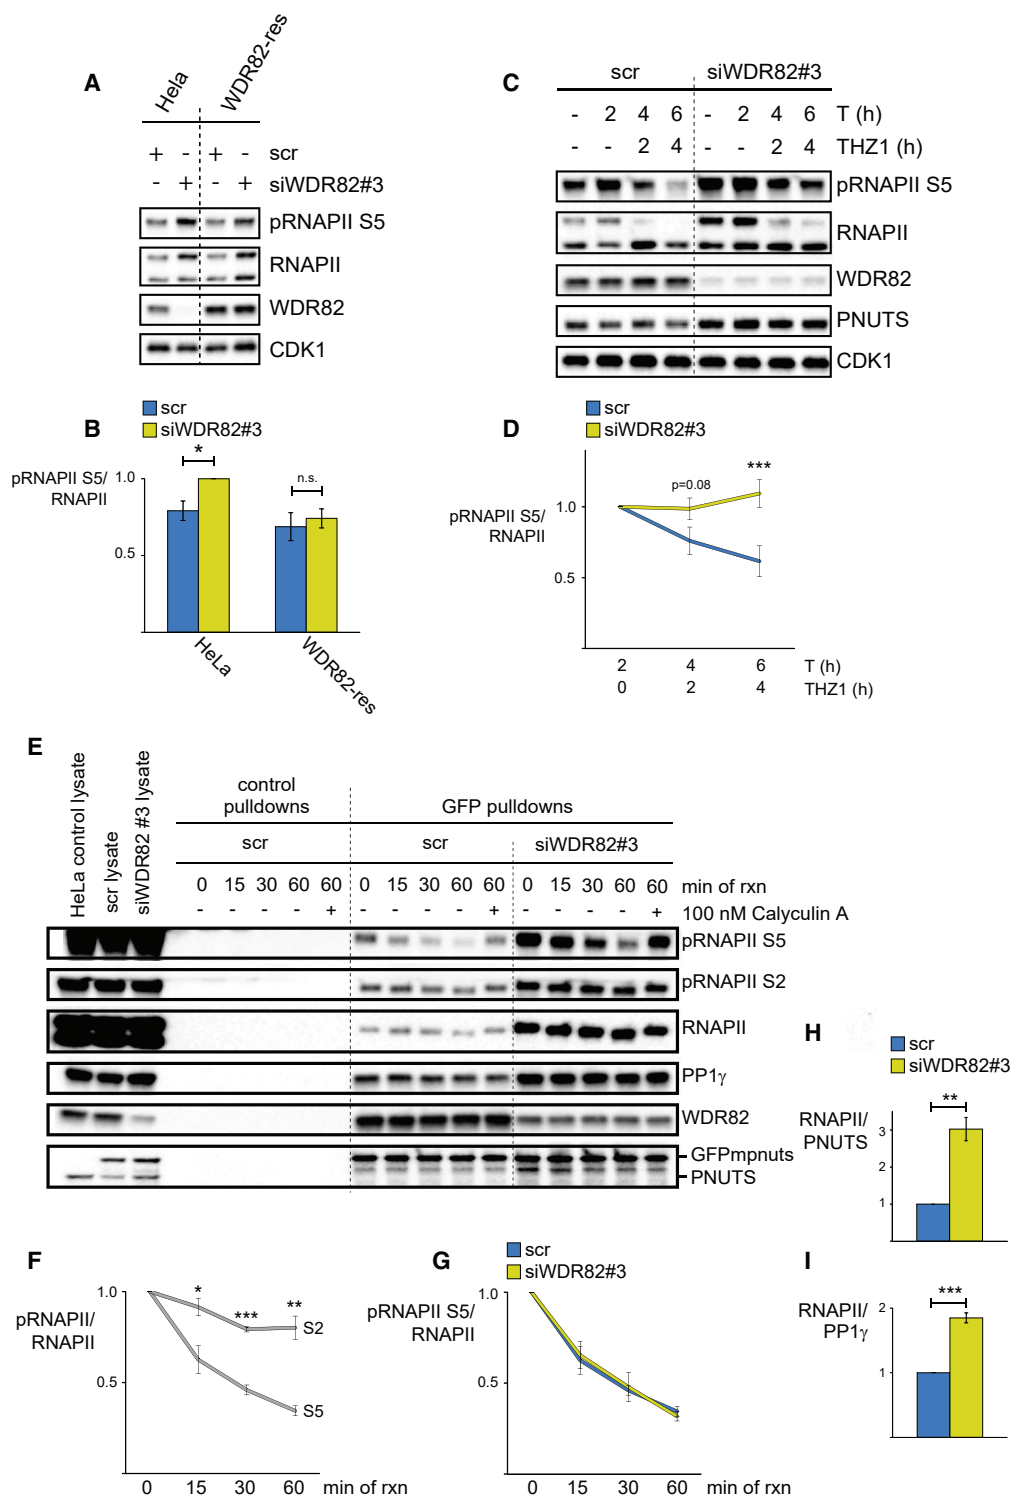 A
Hela
WDR82-res
+ - + - scr
- + - + siWDR82#3
pRNAPII S5
RNAPII
WDR82
CDK1
B
scr
siWDR82#3
pRNAPII S5/
RNAPII
1.0
0.5
*
n.s.
HeLa
WDR82-res
C
scr
siWDR82#3
- 2 4 6 - 2 4 6 T (h)
- - 2 4 - - 2 4 THZ1 (h)
pRNAPII S5
RNAPII
WDR82
PNUTS
CDK1
D
scr
siWDR82#3
pRNAPII S5/
RNAPII
1.0
0.5
p=0.08
***
2 4 6 T (h)
0 2 4 THZ1 (h)
E
HeLa control lysate
scr lysate
siWDR82 #3 lysate
control
pulldowns
GFP pulldowns
scr
scr
siWDR82#3
0 15 30 60 60 0 15 30 60 60 0 15 30 60 60 min of rxn
- - - - + - - - - + - - - - + 100 nM Calyculin A
pRNAPII S5
pRNAPII S2
RNAPII
PP1γ
WDR82
GFPmpnuts
PNUTS
F
pRNAPII/
RNAPII
1.0
0.5
*
***
**
S2
S5
0 15 30 60 min of rxn
G
scr
siWDR82#3
pRNAPII S5/
RNAPII
1.0
0.5
0 15 30 60 min of rxn
H
scr
siWDR82#3
RNAPII/
PNUTS
**
3
2
1
I
RNAPII/
PP1γ
***
2
1